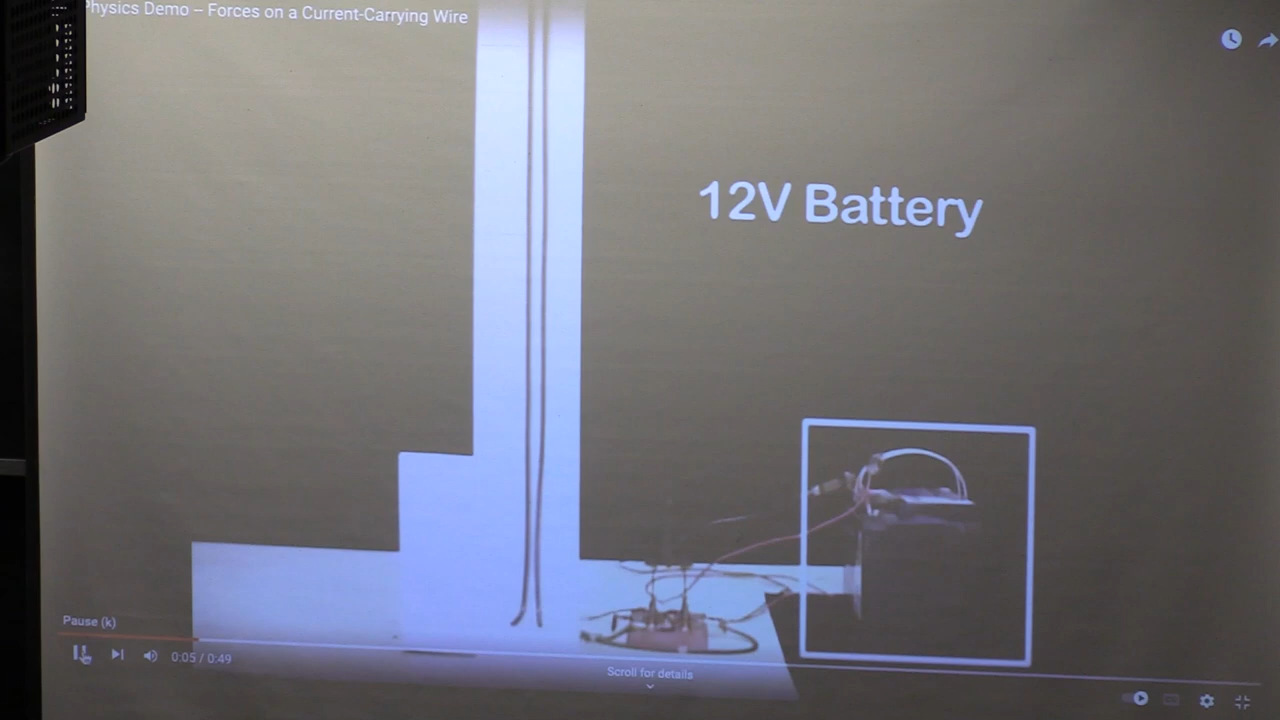 Physics Demo -- Forces on a Current-Carrying Wire
12V Battery
Pause (k)
0:05 / 0:49
Scroll for details